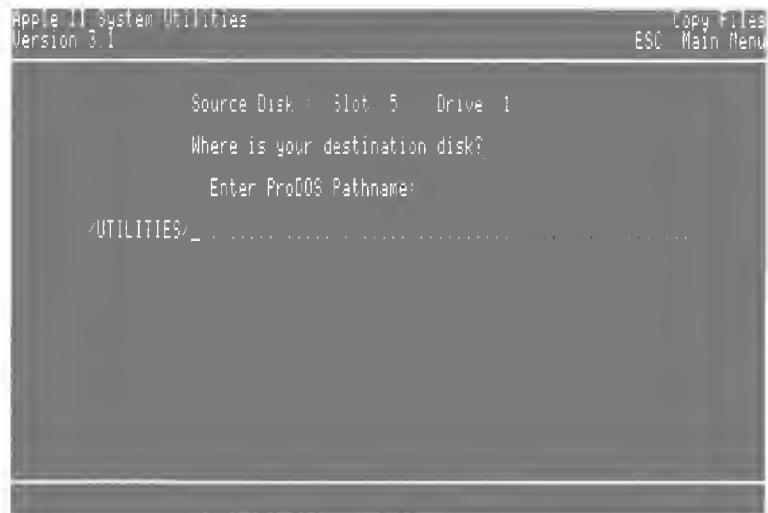 Apple II System Utilities Copy Files
Version 3.1 ESC Main Menu
Source Disk : Slot: 5 Drive: 1
Where is your destination disk?
Enter ProDOS Pathname:
/UTILITIES/_